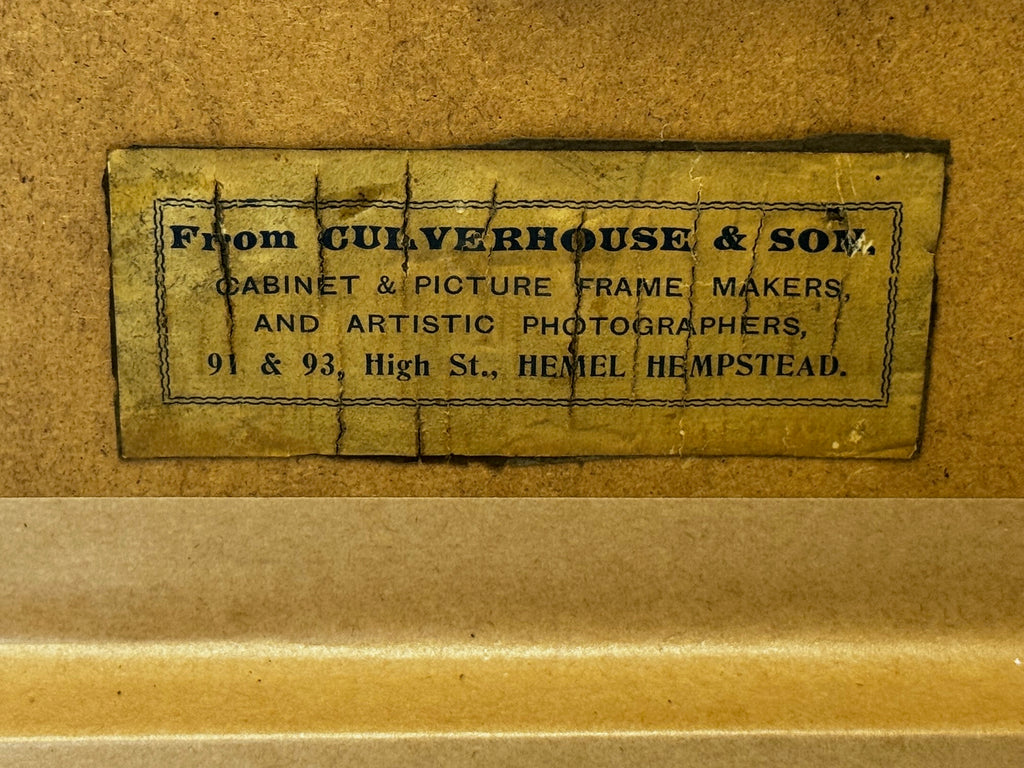 From CULVERHOUSE & SON,
CABINET & PICTURE FRAME MAKERS,
AND ARTISTIC PHOTOGRAPHERS,
91 & 93, High St., HEMEL HEMPSTEAD.